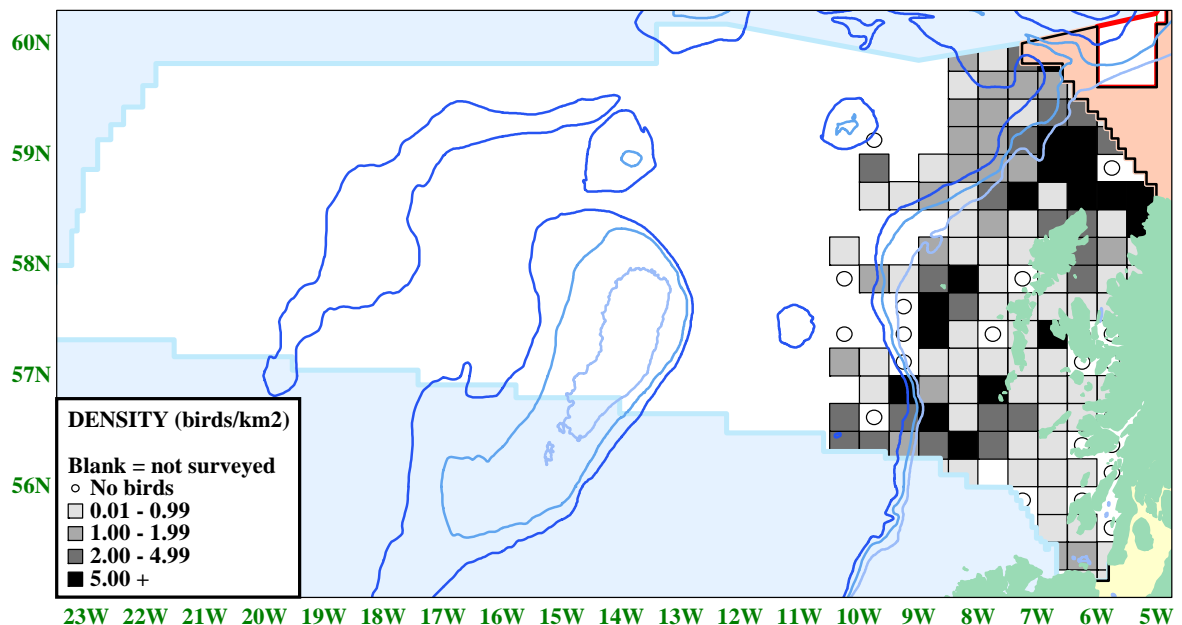 60N
59N
58N
57N
56N
DENSITY (birds/km2)
Blank = not surveyed
No birds
0.01 - 0.99
1.00 - 1.99
2.00 - 4.99
5.00 +
23W 22W 21W 20W 19W 18W 17W 16W 15W 14W 13W 12W 11W 10W 9W 8W 7W 6W 5W